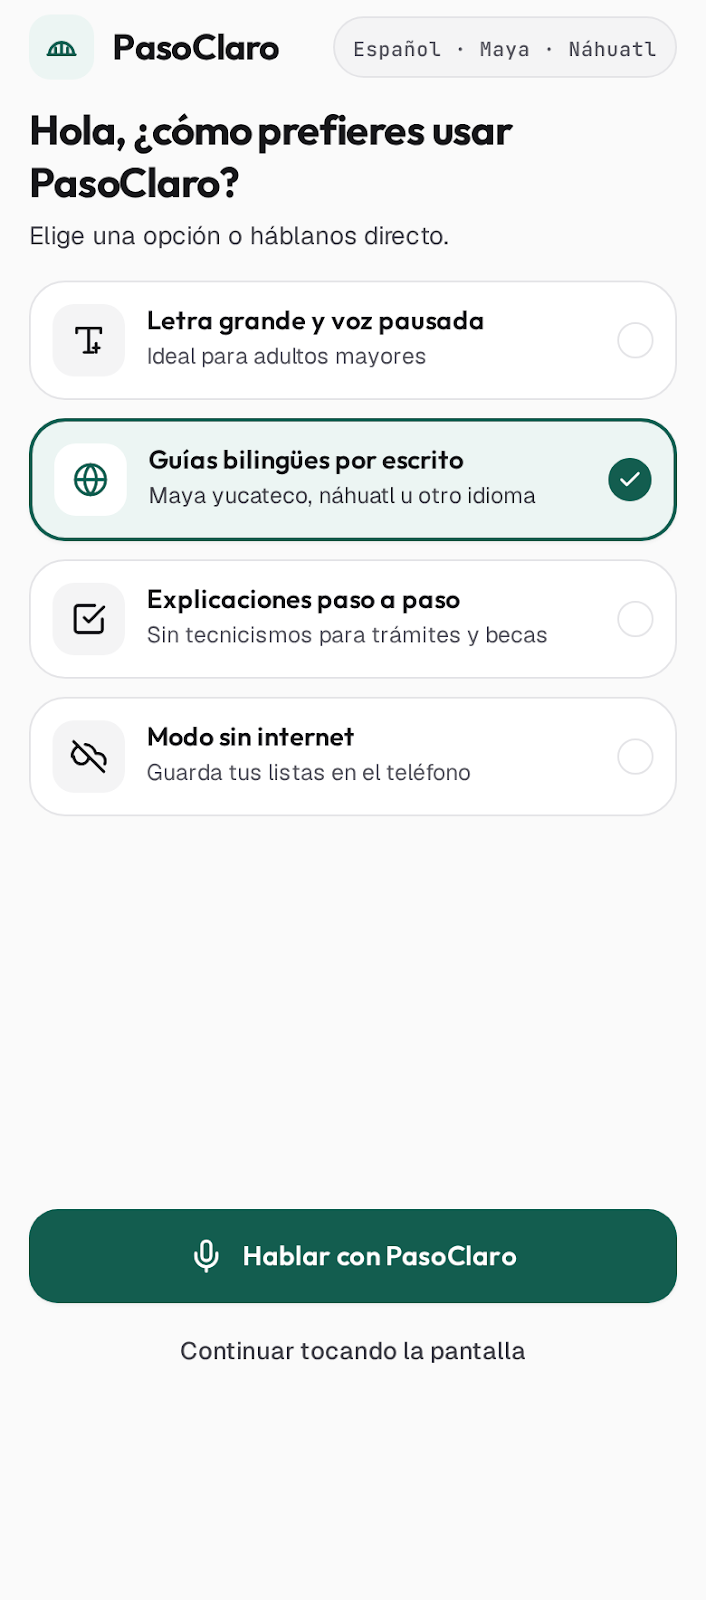 PasoClaro
Español · Maya · Náhuatl
Hola, ¿cómo prefieres usar
PasoClaro?
Elige una opción o háblanos directo.
Letra grande y voz pausada
Ideal para adultos mayores
Guías bilingües por escrito
Maya yucateco, náhuatl u otro idioma
Explicaciones paso a paso
Sin tecnicismos para trámites y becas
Modo sin internet
Guarda tus listas en el teléfono
Hablar con PasoClaro
Continuar tocando la pantalla